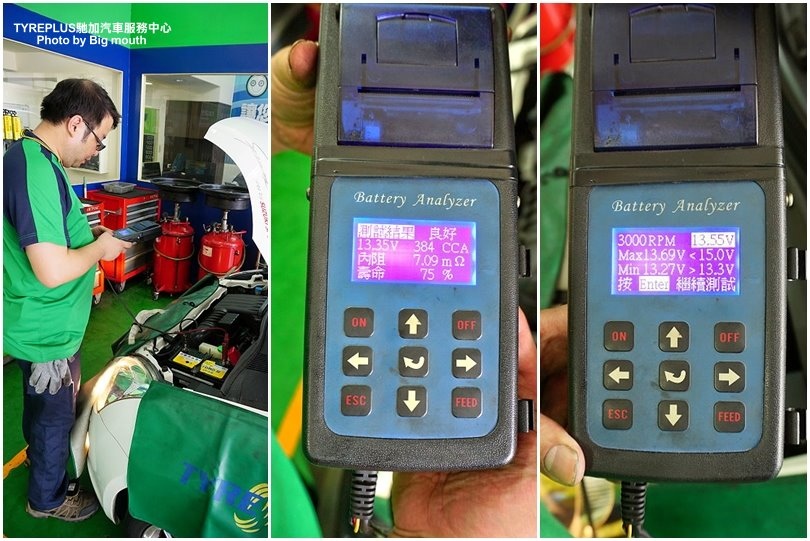 TYREPLUS馳加汽車服務中心
Photo by Big mouth
讓您
TYRE
Battery Analyzer
測試結果 良好
13.35V 384 CCA
內阻 7.09 mΩ
壽命 75 %
ON OFF
ESC FEED
Battery Analyzer
3000RPM 13.55V
Max13.69V < 15.0V
Min 13.27V > 13.3V
按 Enter 繼續測試
ON OFF
ESC FEED